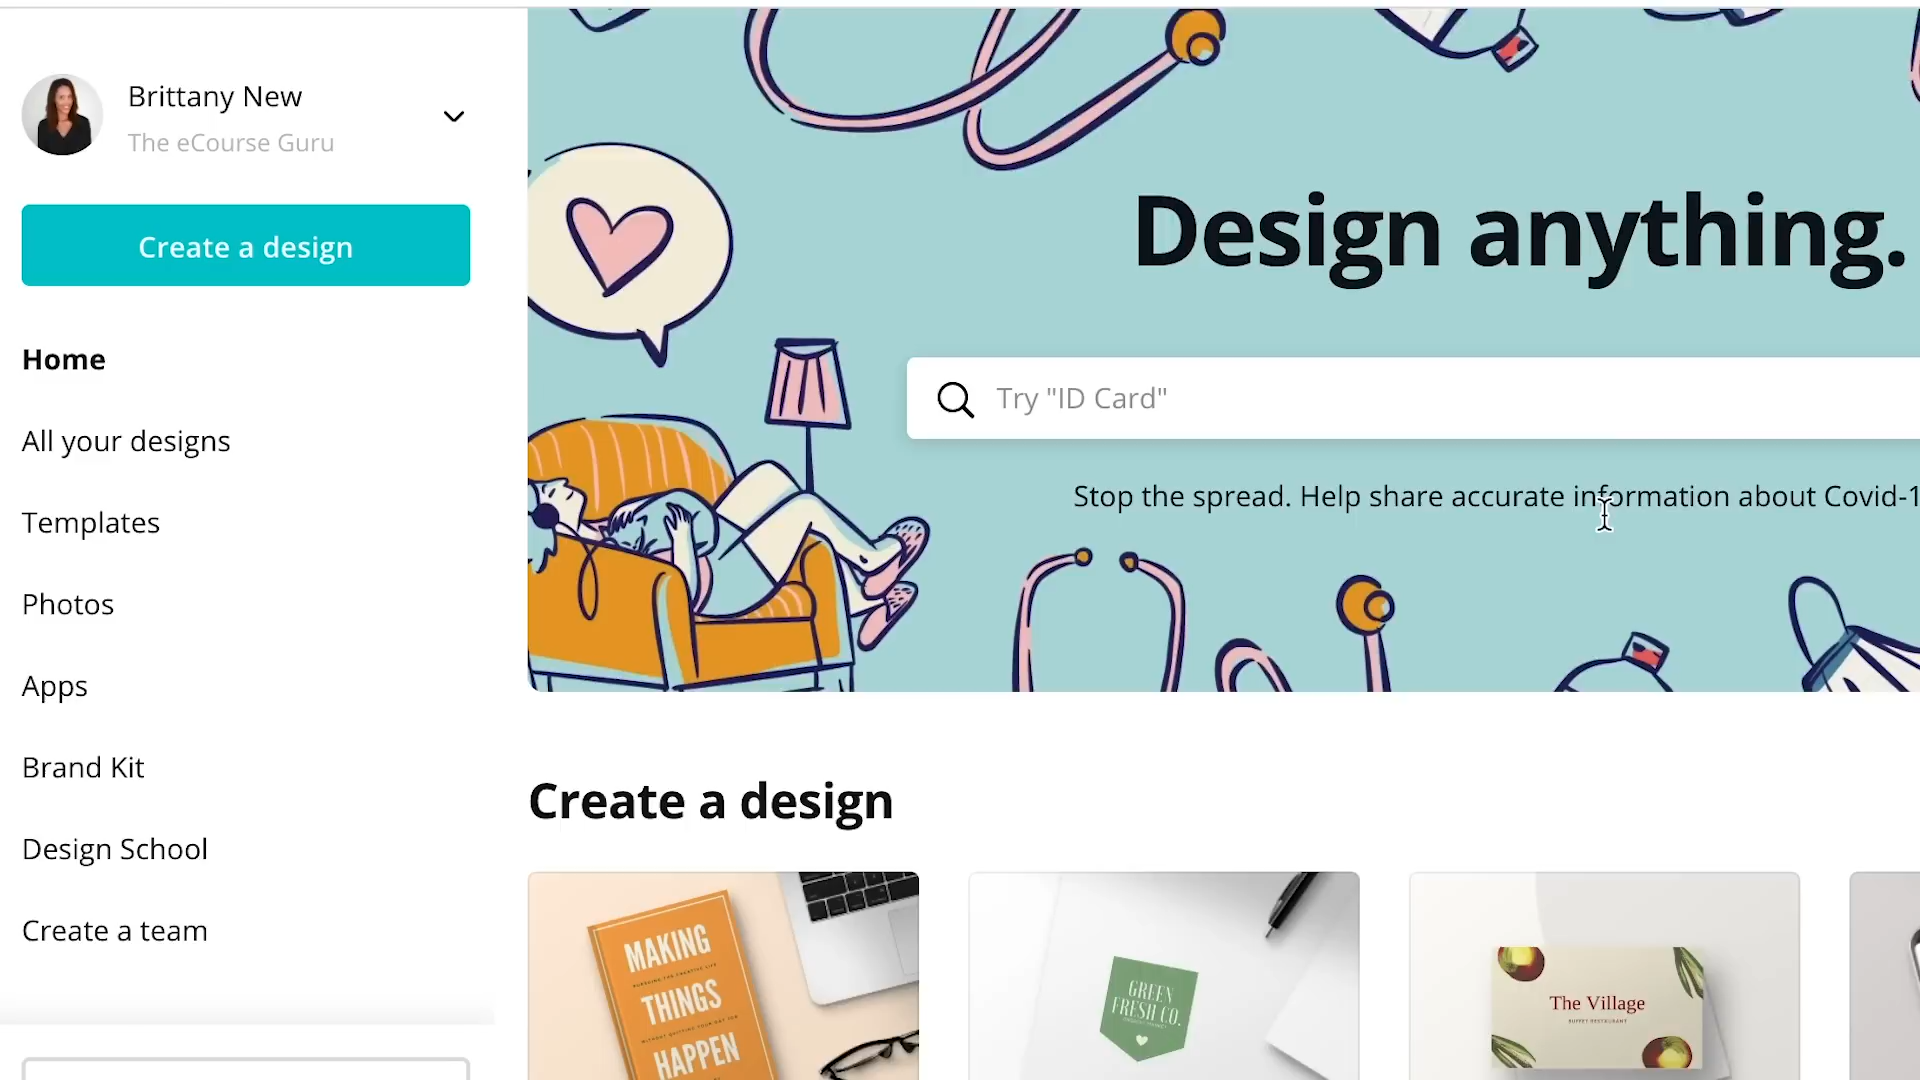 Brittany New
The eCourse Guru
Create a design
Home
All your designs
Templates
Photos
Apps
Brand Kit
Design School
Create a team
Design anything.
Try "ID Card"
Stop the spread. Help share accurate information about Covid-1
Create a design
MAKING
THINGS
HAPPEN
GREEN
FRESH CO.
The Village
BUFFET RESTAURANT